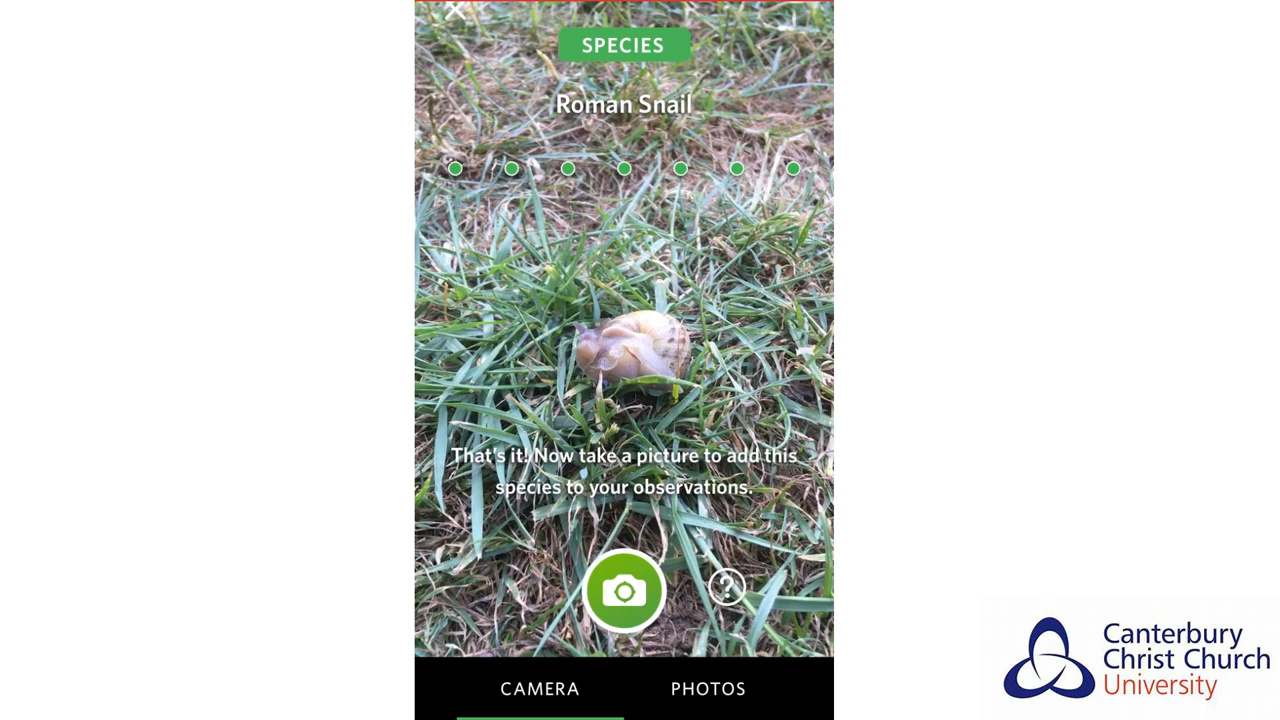 SPECIES
Roman Snail
That's it! Now take a picture to add this
species to your observations.
?
CAMERA
PHOTOS
Canterbury
Christ Church
University